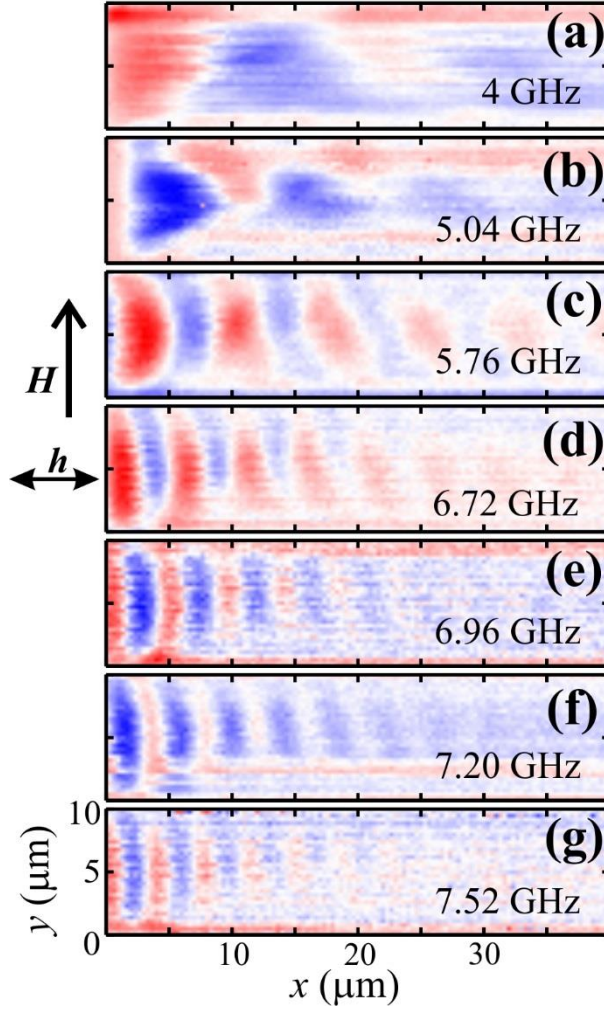 (a)
4 GHz
(b)
5.04 GHz
(c)
5.76 GHz
H
(d)
h
6.72 GHz
(e)
6.96 GHz
(f)
7.20 GHz
10
(g)
5
7.52 GHz
0
y (μm)
10 20 30
x (μm)